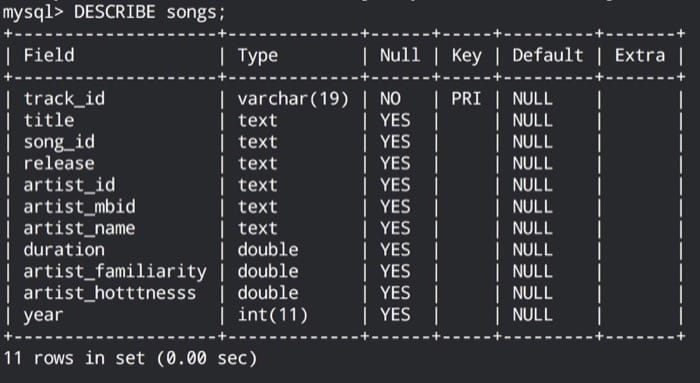 mysql> DESCRIBE songs;
+--------------------+-------------+------+-----+---------+-------+
| Field              | Type        | Null | Key | Default | Extra |
+--------------------+-------------+------+-----+---------+-------+
| track_id           | varchar(19) | NO   | PRI | NULL    |       |
| title              | text        | YES  |     | NULL    |       |
| song_id            | text        | YES  |     | NULL    |       |
| release            | text        | YES  |     | NULL    |       |
| artist_id          | text        | YES  |     | NULL    |       |
| artist_mbid        | text        | YES  |     | NULL    |       |
| artist_name        | text        | YES  |     | NULL    |       |
| duration           | double      | YES  |     | NULL    |       |
| artist_familiarity | double      | YES  |     | NULL    |       |
| artist_hotttnesss  | double      | YES  |     | NULL    |       |
| year               | int(11)     | YES  |     | NULL    |       |
+--------------------+-------------+------+-----+---------+-------+
11 rows in set (0.00 sec)